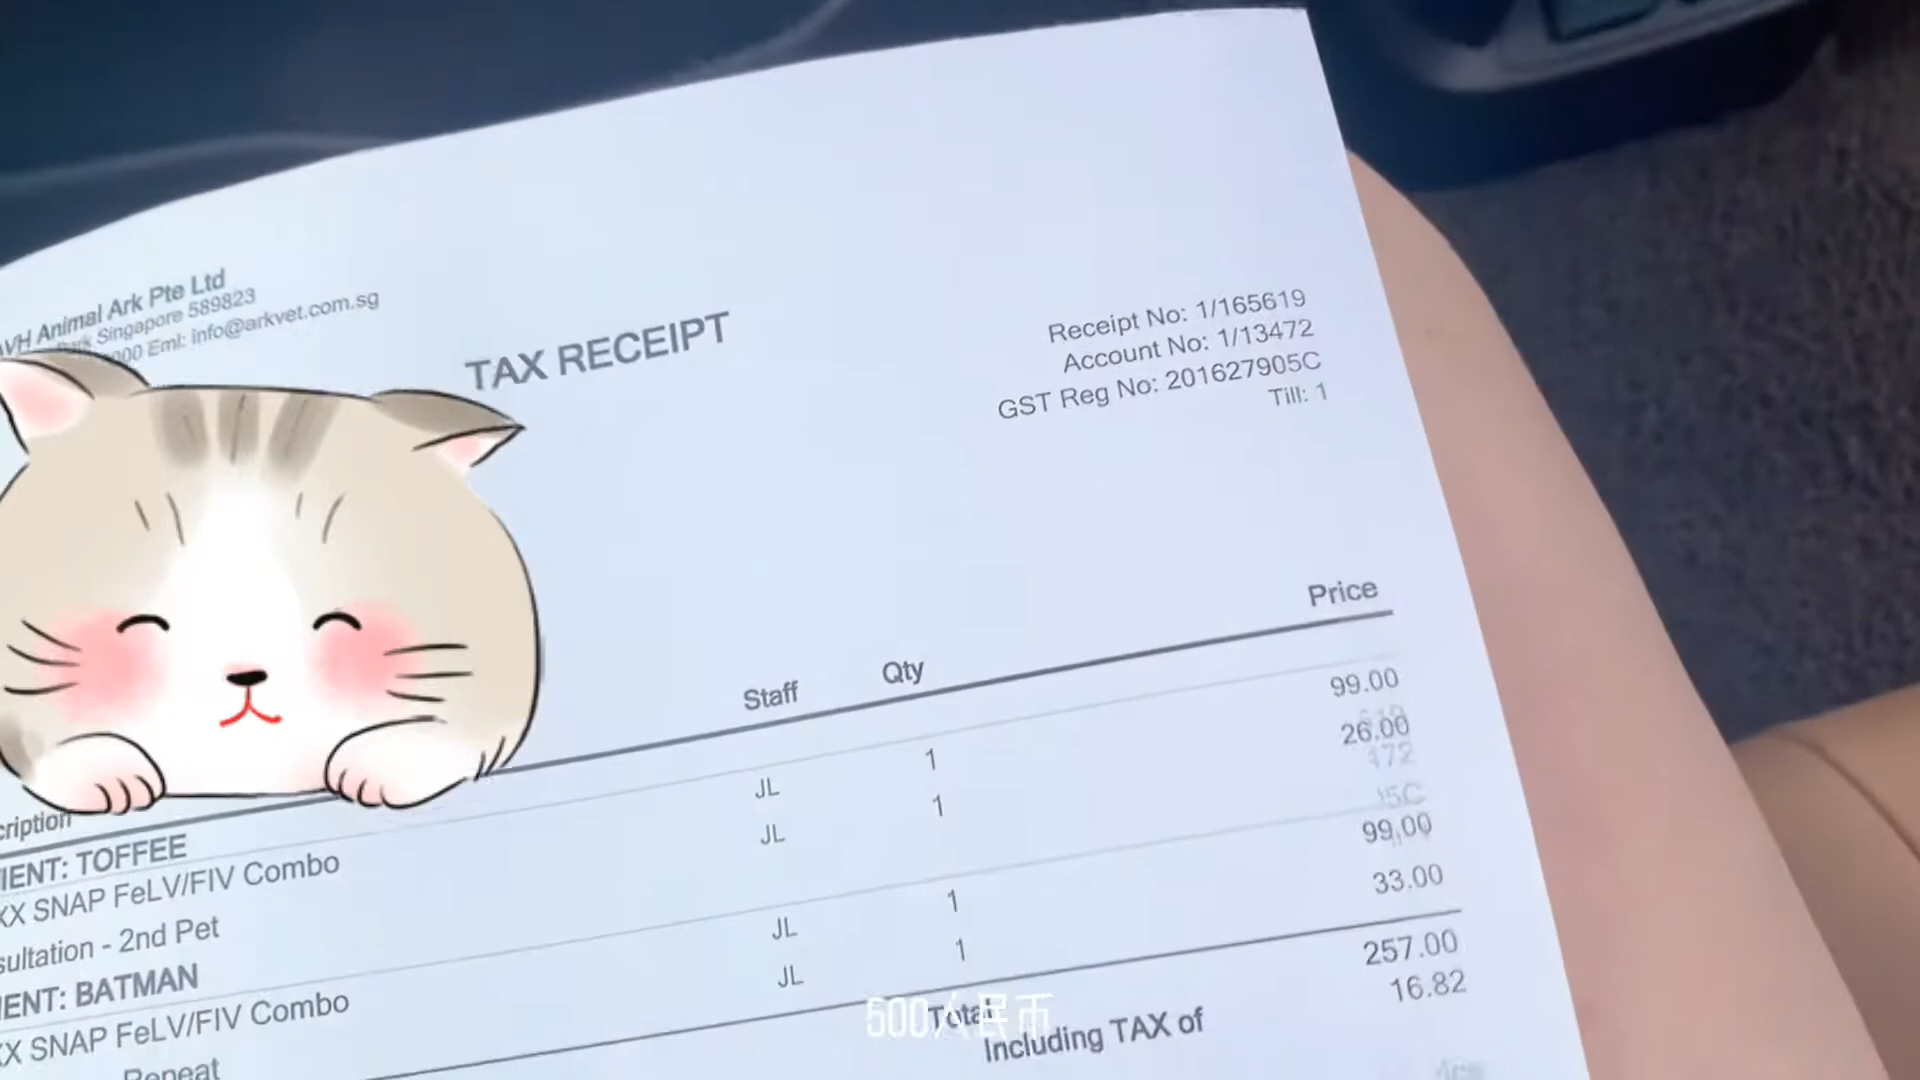 VH Animal Ark Pte Ltd
Park Singapore 589823
000 Eml: info@arkvet.com.sg
TAX RECEIPT
Receipt No: 1/165619
Account No: 1/13472
GST Reg No: 201627905C
Till: 1
cription Staff Qty Price
IENT: TOFFEE
XX SNAP FeLV/FIV Combo JL 1 99.00
sultation - 2nd Pet JL 1 26.00
IENT: BATMAN
XX SNAP FeLV/FIV Combo JL 1 99.00
Repeat JL 1 33.00
Total 257.00
Including TAX of 16.82
500人民币